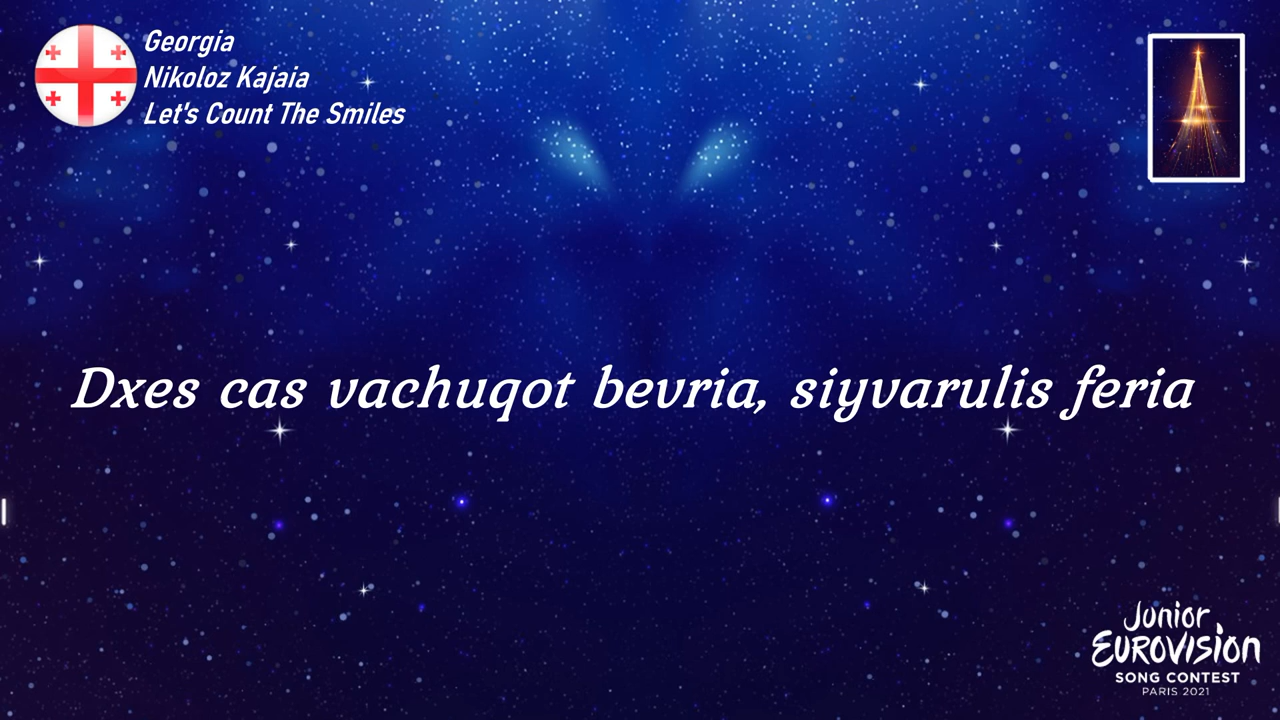 Georgia
Nikoloz Kajaia
Let's Count The Smiles
Dxes cas vachuqot bevria, siyvarulis feria
Junior
EUROVISION
SONG CONTEST
PARIS 2021